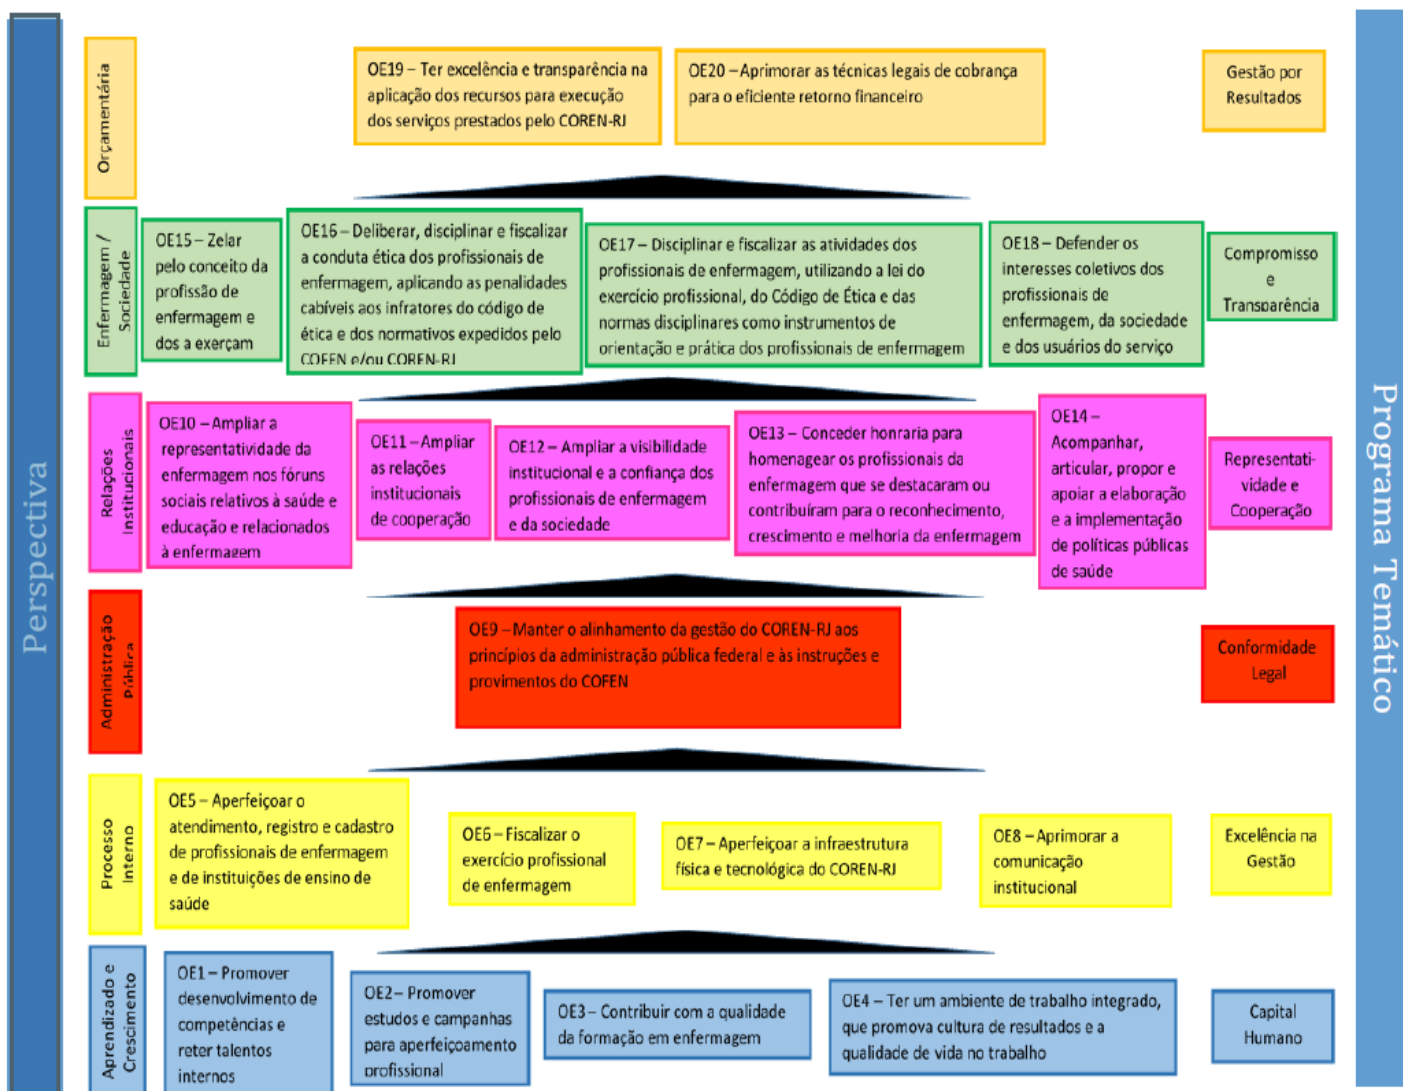 Perspectiva
Programa Temático
Orçamentária
OE19 – Ter excelência e transparência na
aplicação dos recursos para execução
dos serviços prestados pelo COREN-RJ
OE20 – Aprimorar as técnicas legais de cobrança
para o eficiente retorno financeiro
Gestão por
Resultados
Enfermagem /
Sociedade
OE15 – Zelar
pelo conceito da
profissão de
enfermagem e
dos a exerçam
OE16 – Deliberar, disciplinar e fiscalizar
a conduta ética dos profissionais de
enfermagem, aplicando as penalidades
cabíveis aos infratores do código de
ética e dos normativos expedidos pelo
COFEN e/ou COREN-RJ
OE17 – Disciplinar e fiscalizar as atividades dos
profissionais de enfermagem, utilizando a lei do
exercício profissional, do Código de Ética e das
normas disciplinares como instrumentos de
orientação e prática dos profissionais de enfermagem
OE18 – Defender os
interesses coletivos dos
profissionais de
enfermagem, da sociedade
e dos usuários do serviço
Compromisso
e
Transparência
Relações
Institucionais
OE10 – Ampliar a
representatividade da
enfermagem nos fóruns
sociais relativos à saúde e
educação e relacionados
à enfermagem
OE11 – Ampliar
as relações
institucionais
de cooperação
OE12 – Ampliar a visibilidade
institucional e a confiança dos
profissionais de enfermagem
e da sociedade
OE13 – Conceder honraria para
homenagear os profissionais da
enfermagem que se destacaram ou
contribuíram para o reconhecimento,
crescimento e melhoria da enfermagem
OE14 –
Acompanhar,
articular, propor e
apoiar a elaboração
e a implementação
de políticas públicas
de saúde
Representati-
vidade e
Cooperação
Administração
Pública
OE9 – Manter o alinhamento da gestão do COREN-RJ aos
princípios da administração pública federal e às instruções e
provimentos do COFEN
Conformidade
Legal
Processo
Interno
OE5 – Aperfeiçoar o
atendimento, registro e cadastro
de profissionais de enfermagem
e de instituições de ensino de
saúde
OE6 – Fiscalizar o
exercício profissional
de enfermagem
OE7 – Aperfeiçoar a infraestrutura
física e tecnológica do COREN-RJ
OE8 – Aprimorar a
comunicação
institucional
Excelência na
Gestão
Aprendizado e
Crescimento
OE1 – Promover
desenvolvimento de
competências e
reter talentos
internos
OE2 – Promover
estudos e campanhas
para aperfeiçoamento
profissional
OE3 – Contribuir com a qualidade
da formação em enfermagem
OE4 – Ter um ambiente de trabalho integrado,
que promova cultura de resultados e a
qualidade de vida no trabalho
Capital
Humano